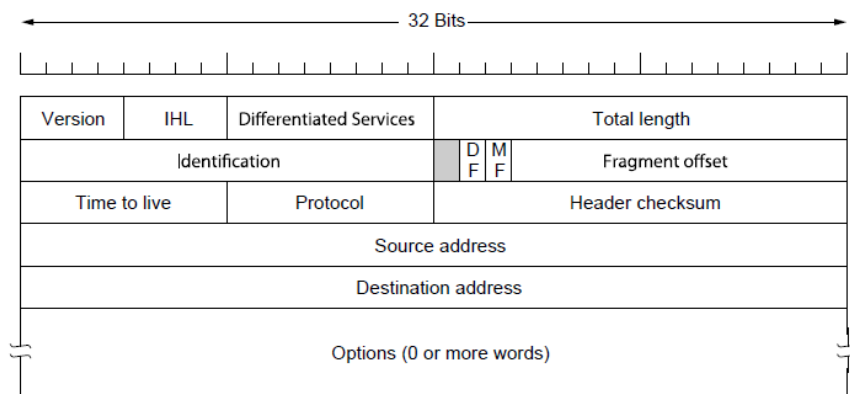 32 Bits
Version IHL Differentiated Services Total length
Identification D F M F Fragment offset
Time to live Protocol Header checksum
Source address
Destination address
Options (0 or more words)